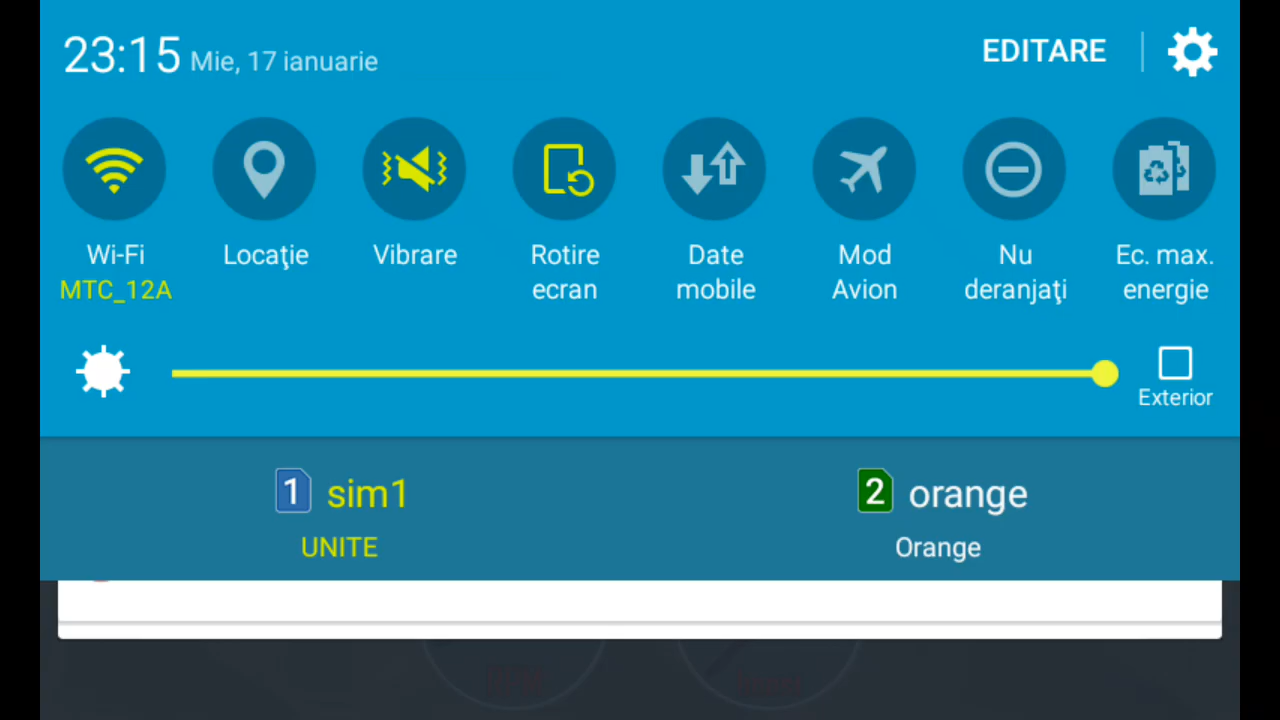 23:15 Mie, 17 ianuarie EDITARE
Wi-Fi Locaţie Vibrare Rotire ecran Date mobile Mod Avion Nu deranjaţi Ec. max. energie
MTC_12A
Exterior
1 sim1 2 orange
UNITE Orange